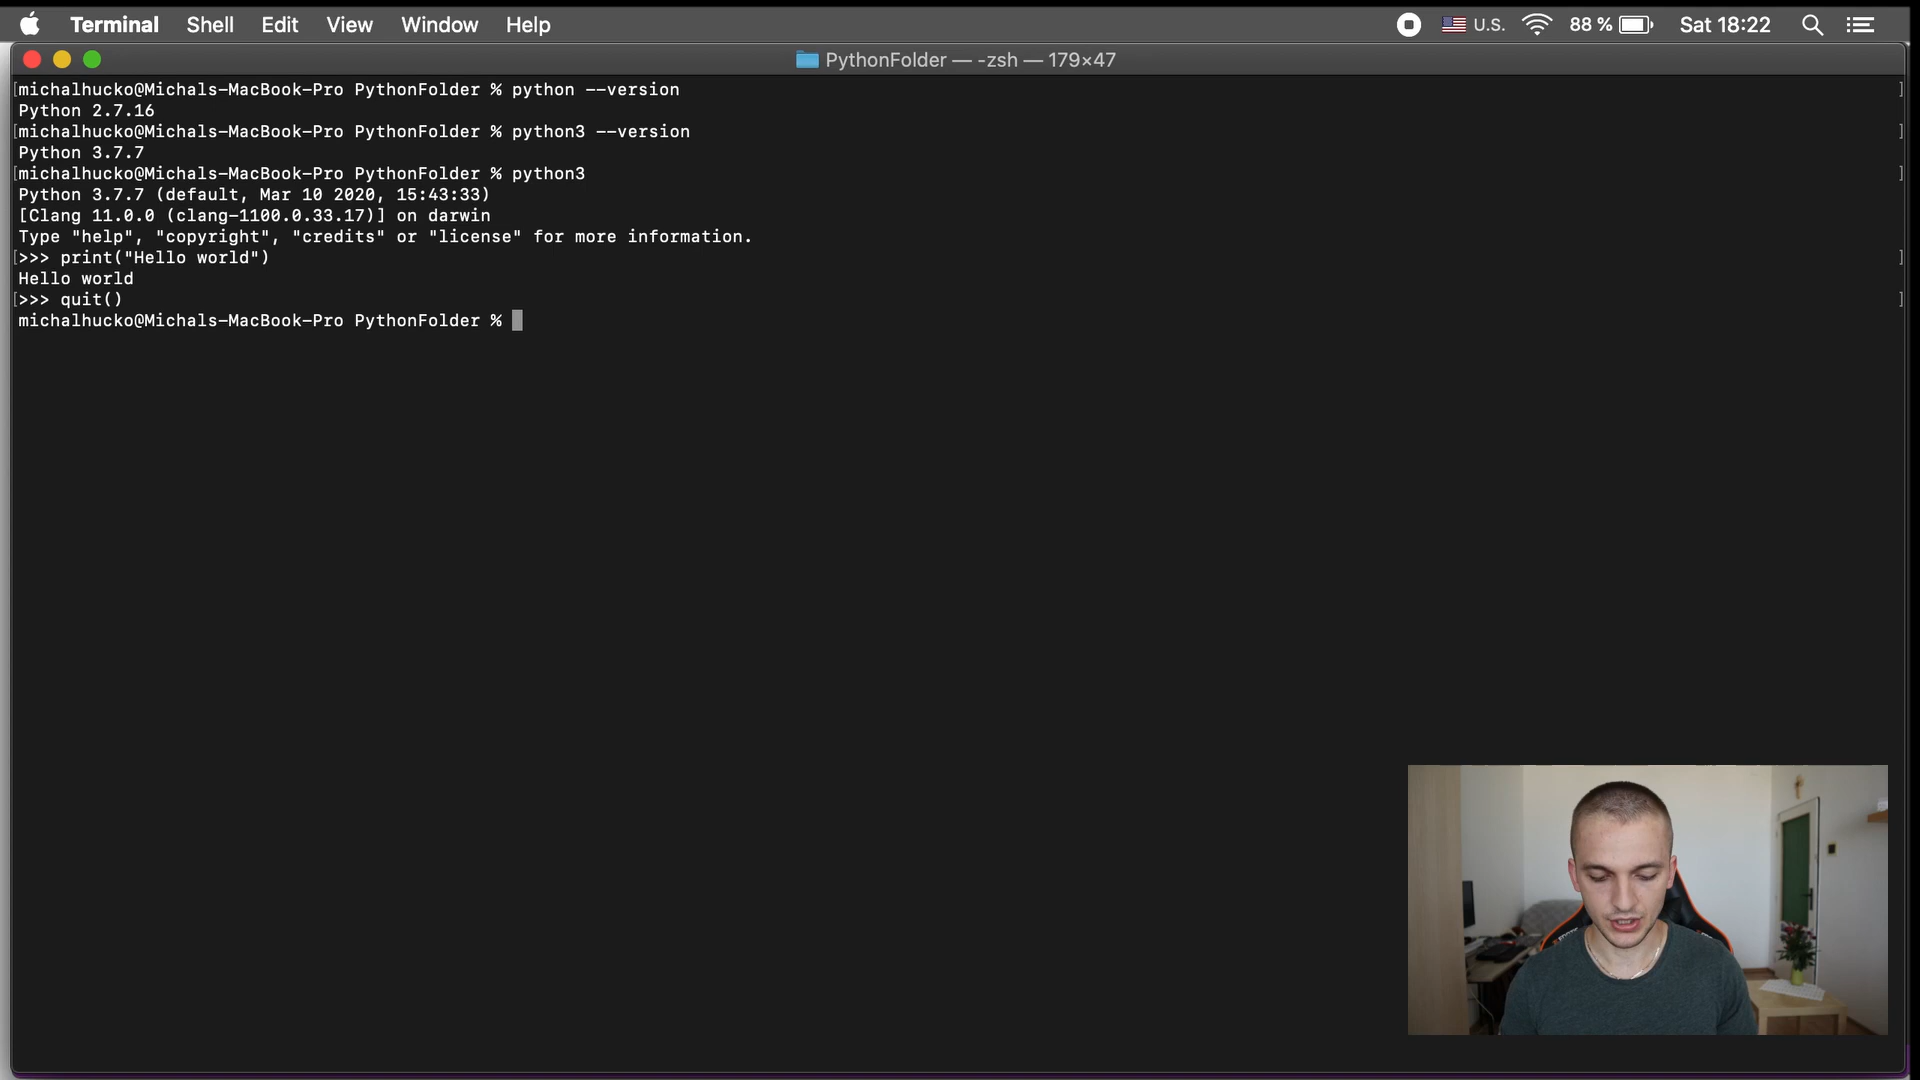 Terminal Shell Edit View Window Help U.S. 88 % Sat 18:22
PythonFolder — -zsh — 179×47
[michalhucko@Michals-MacBook-Pro PythonFolder % python --version ]
Python 2.7.16
[michalhucko@Michals-MacBook-Pro PythonFolder % python3 --version ]
Python 3.7.7
[michalhucko@Michals-MacBook-Pro PythonFolder % python3 ]
Python 3.7.7 (default, Mar 10 2020, 15:43:33)
[Clang 11.0.0 (clang-1100.0.33.17)] on darwin
Type "help", "copyright", "credits" or "license" for more information.
[>>> print("Hello world") ]
Hello world
[>>> quit() ]
michalhucko@Michals-MacBook-Pro PythonFolder %